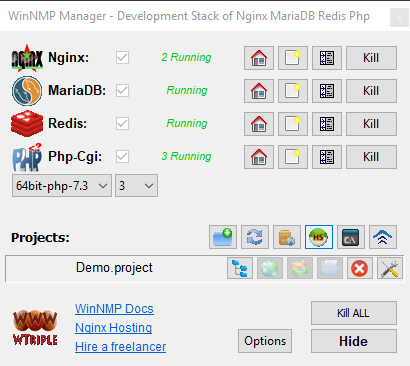 WinNMP Manager - Development Stack of Nginx MariaDB Redis Php
NGNX Nginx: 2 Running Kill
MariaDB: Running Kill
Redis: Running Kill
PHP Php-Cgi: 3 Running Kill
64bit-php-7.3 3
Projects: HS C:\
Demo.project
WinNMP Docs
Nginx Hosting
Hire a freelancer
WWW
WTRIPLE
Kill ALL
Options Hide